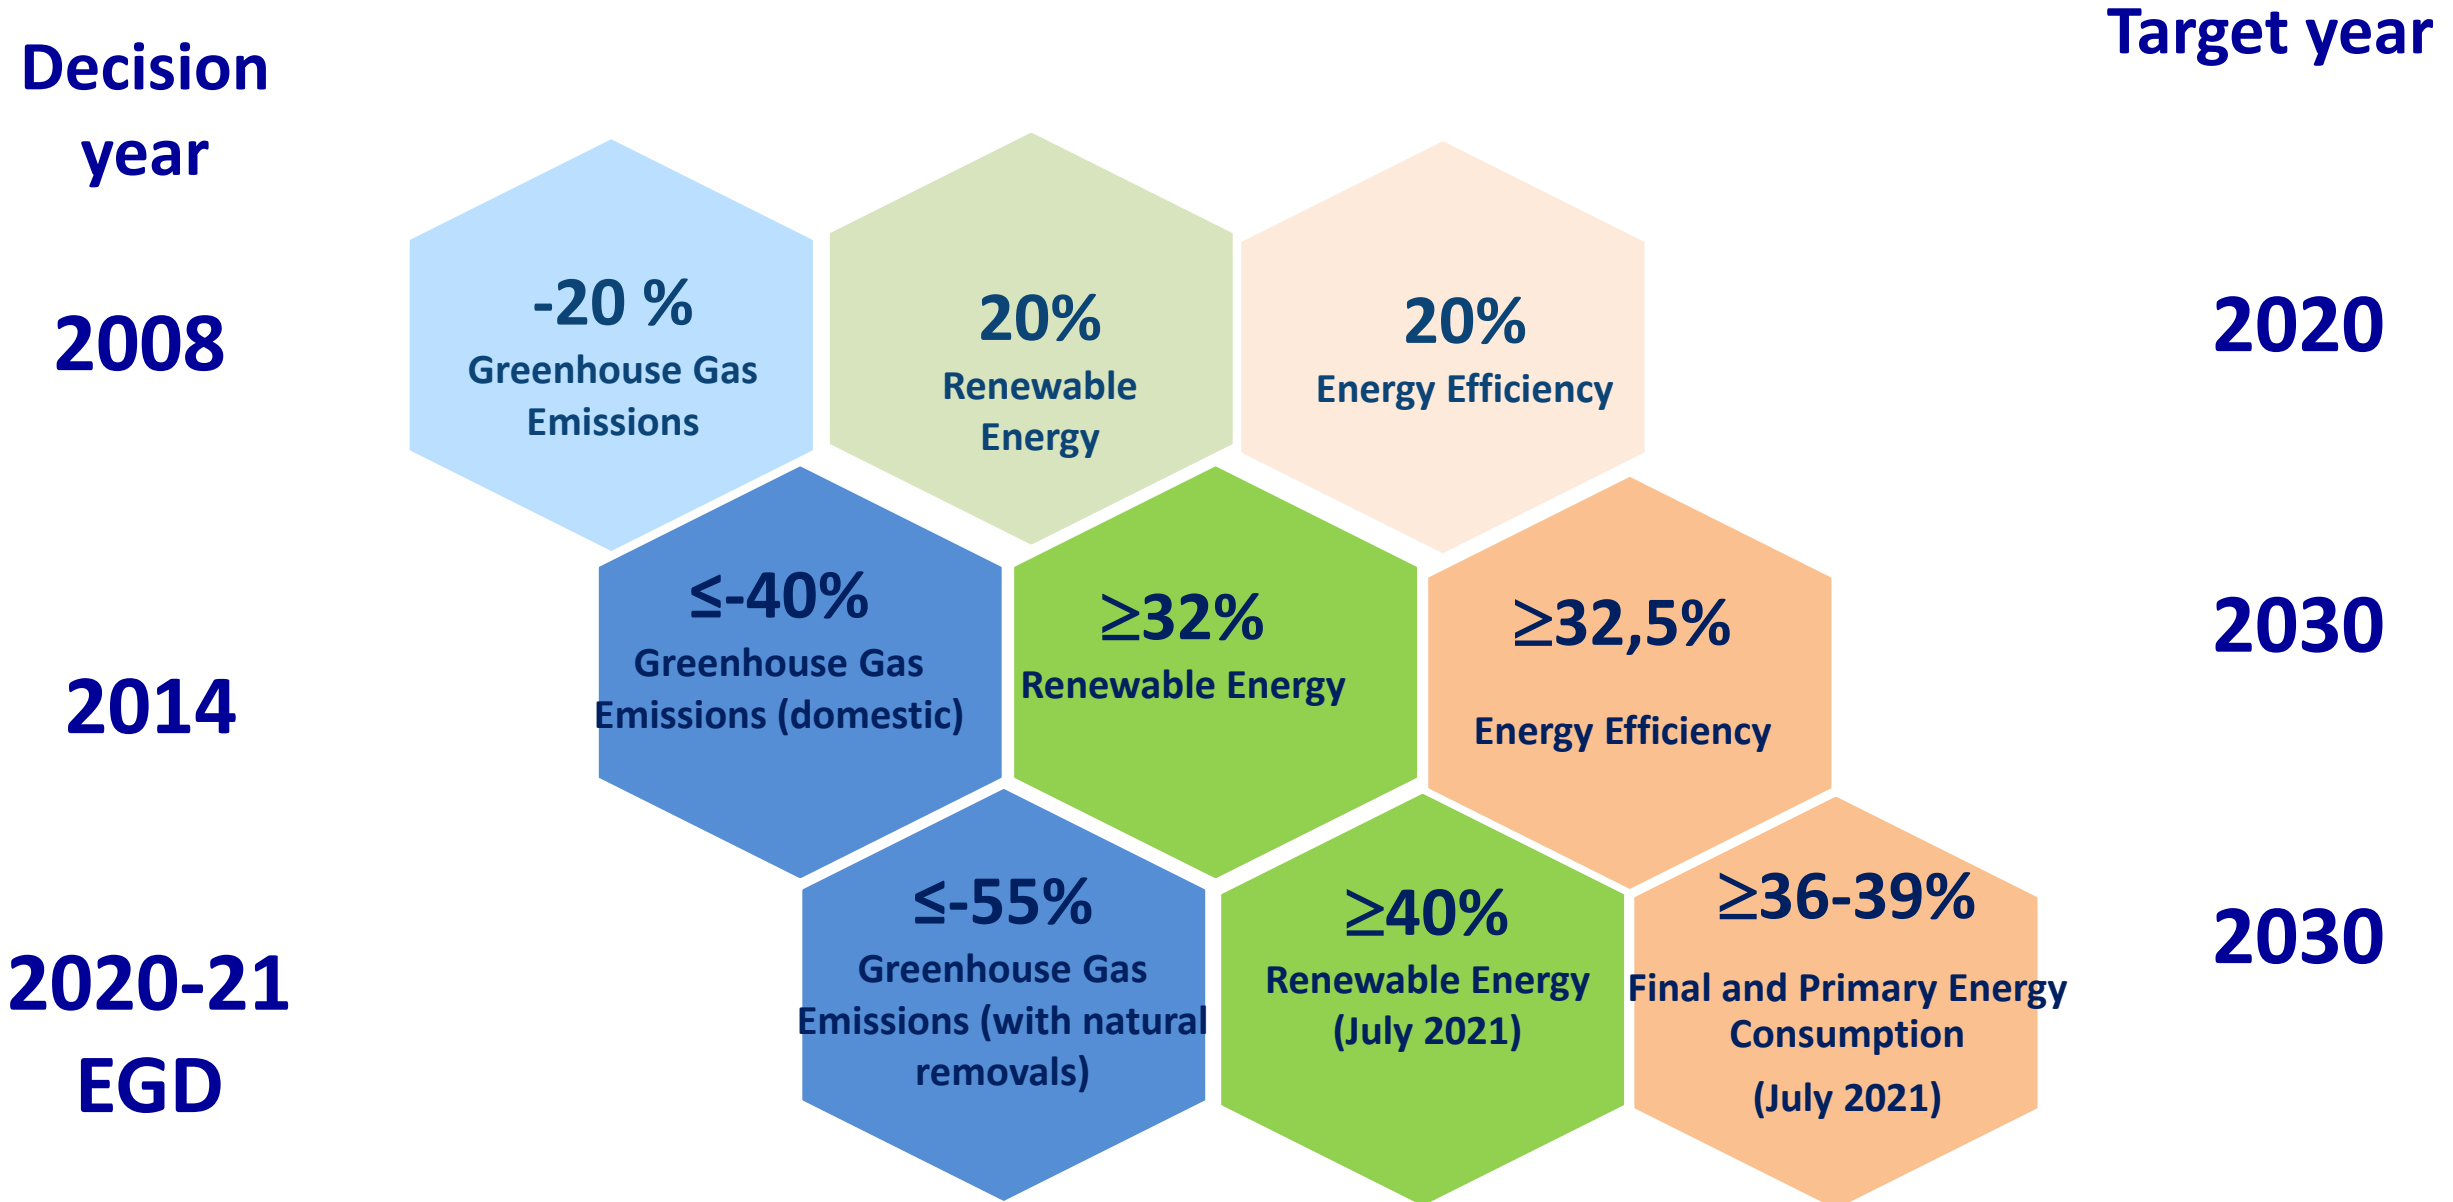 Decision
year
Target year
2008
-20 %
Greenhouse Gas
Emissions
20%
Renewable
Energy
20%
Energy Efficiency
2020
2014
≤-40%
Greenhouse Gas
Emissions (domestic)
≥32%
Renewable Energy
≥32,5%
Energy Efficiency
2030
2020-21
EGD
≤-55%
Greenhouse Gas
Emissions (with natural
removals)
≥40%
Renewable Energy
(July 2021)
≥36-39%
Final and Primary Energy
Consumption
(July 2021)
2030